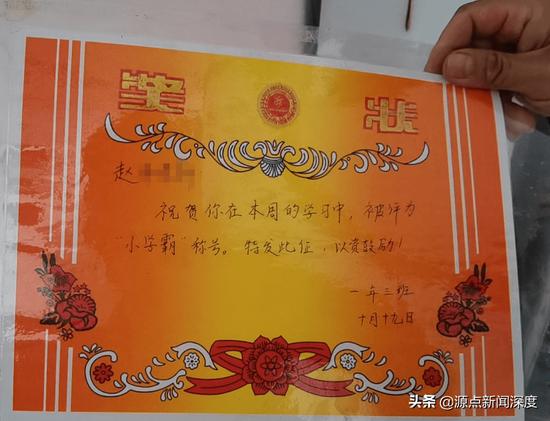 奖 状
赵
祝贺你在本周的学习中，被评为
“小学霸”称号。特发此征，以资鼓励！
一年三班
十月十九日
头条 @源点新闻深度